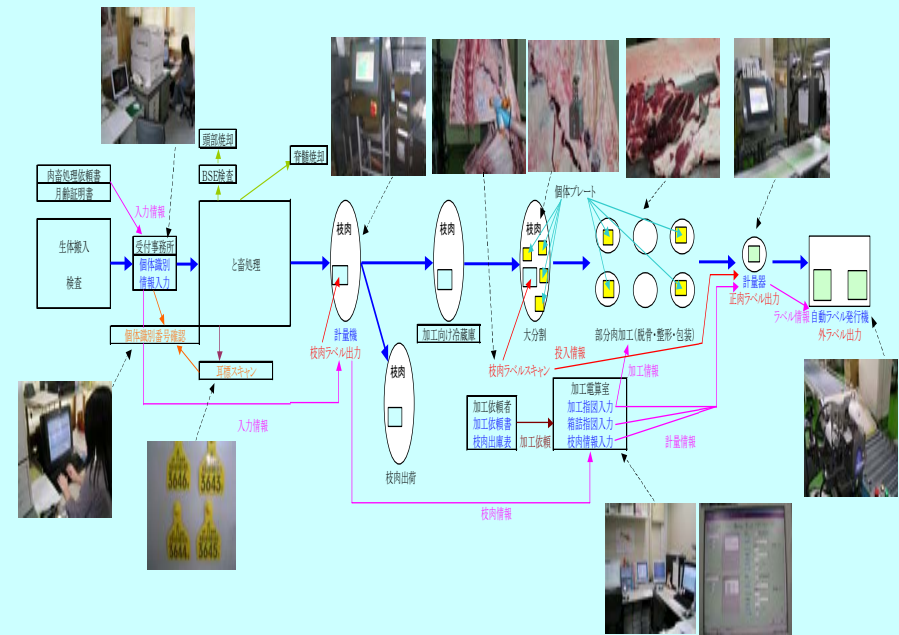 頭部焼却
脊髄焼却
BSE検査
内畜処理依頼書
月齢証明書
入力情報
個体プレート
生体搬入
検査
受付事務所
個体識別
情報入力
と畜処理
枝肉
枝肉
枝肉
計量機
枝肉ラベル出力
加工向け冷蔵庫
大分割
部分肉加工(脱骨・整形・包装)
計量器
正肉ラベル出力
ラベル情報
自動ラベル発行機
外ラベル出力
個体識別番号確認
耳標スキャン
枝肉
枝肉出荷
枝肉ラベルスキャン
投入情報
加工情報
入力情報
加工依頼者
加工依頼書
枝肉出庫表
加工依頼
加工電算室
加工指図入力
箱詰指図入力
枝肉情報入力
計量情報
枝肉情報
3646
3643
3644
3645